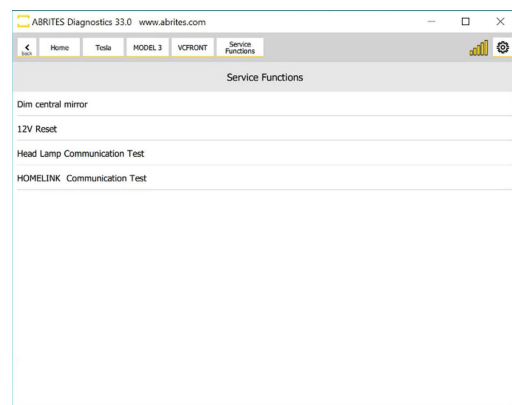 ABRITES Diagnostics 33.0 www.abrites.com
back Home Tesla MODEL 3 VCFRONT Service Functions
Service Functions
Dim central mirror
12V Reset
Head Lamp Communication Test
HOMELINK Communication Test